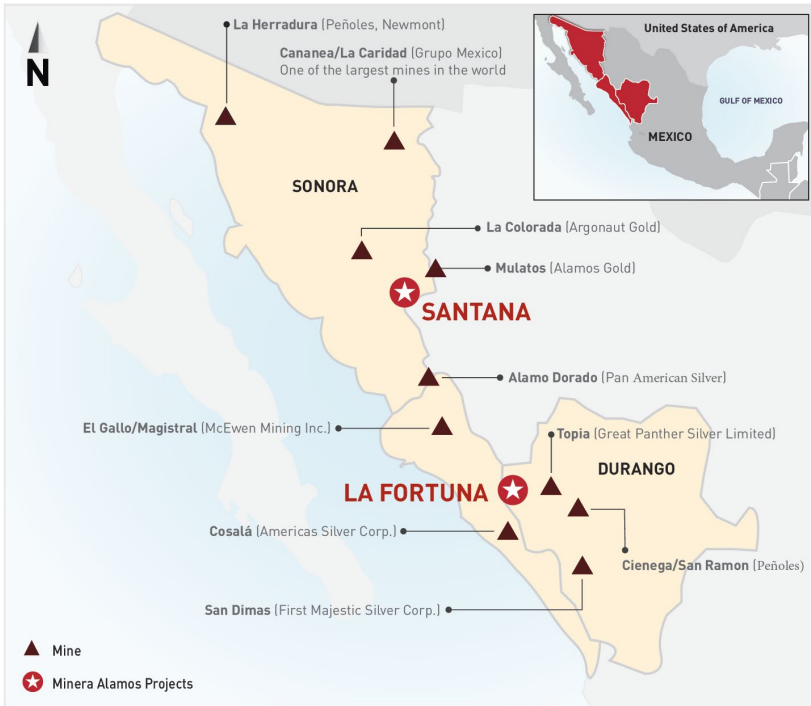 La Herradura (Peñoles, Newmont)
Cananea/La Caridad (Grupo Mexico)
One of the largest mines in the world
N
United States of America
GULF OF MEXICO
MEXICO
SONORA
La Colorada (Argonaut Gold)
Mulatos (Alamos Gold)
SANTANA
Alamo Dorado (Pan American Silver)
El Gallo/Magistral (McEwen Mining Inc.)
Topia (Great Panther Silver Limited)
DURANGO
LA FORTUNA
Cosalá (Americas Silver Corp.)
Cienega/San Ramon (Peñoles)
San Dimas (First Majestic Silver Corp.)
Mine
Minera Alamos Projects